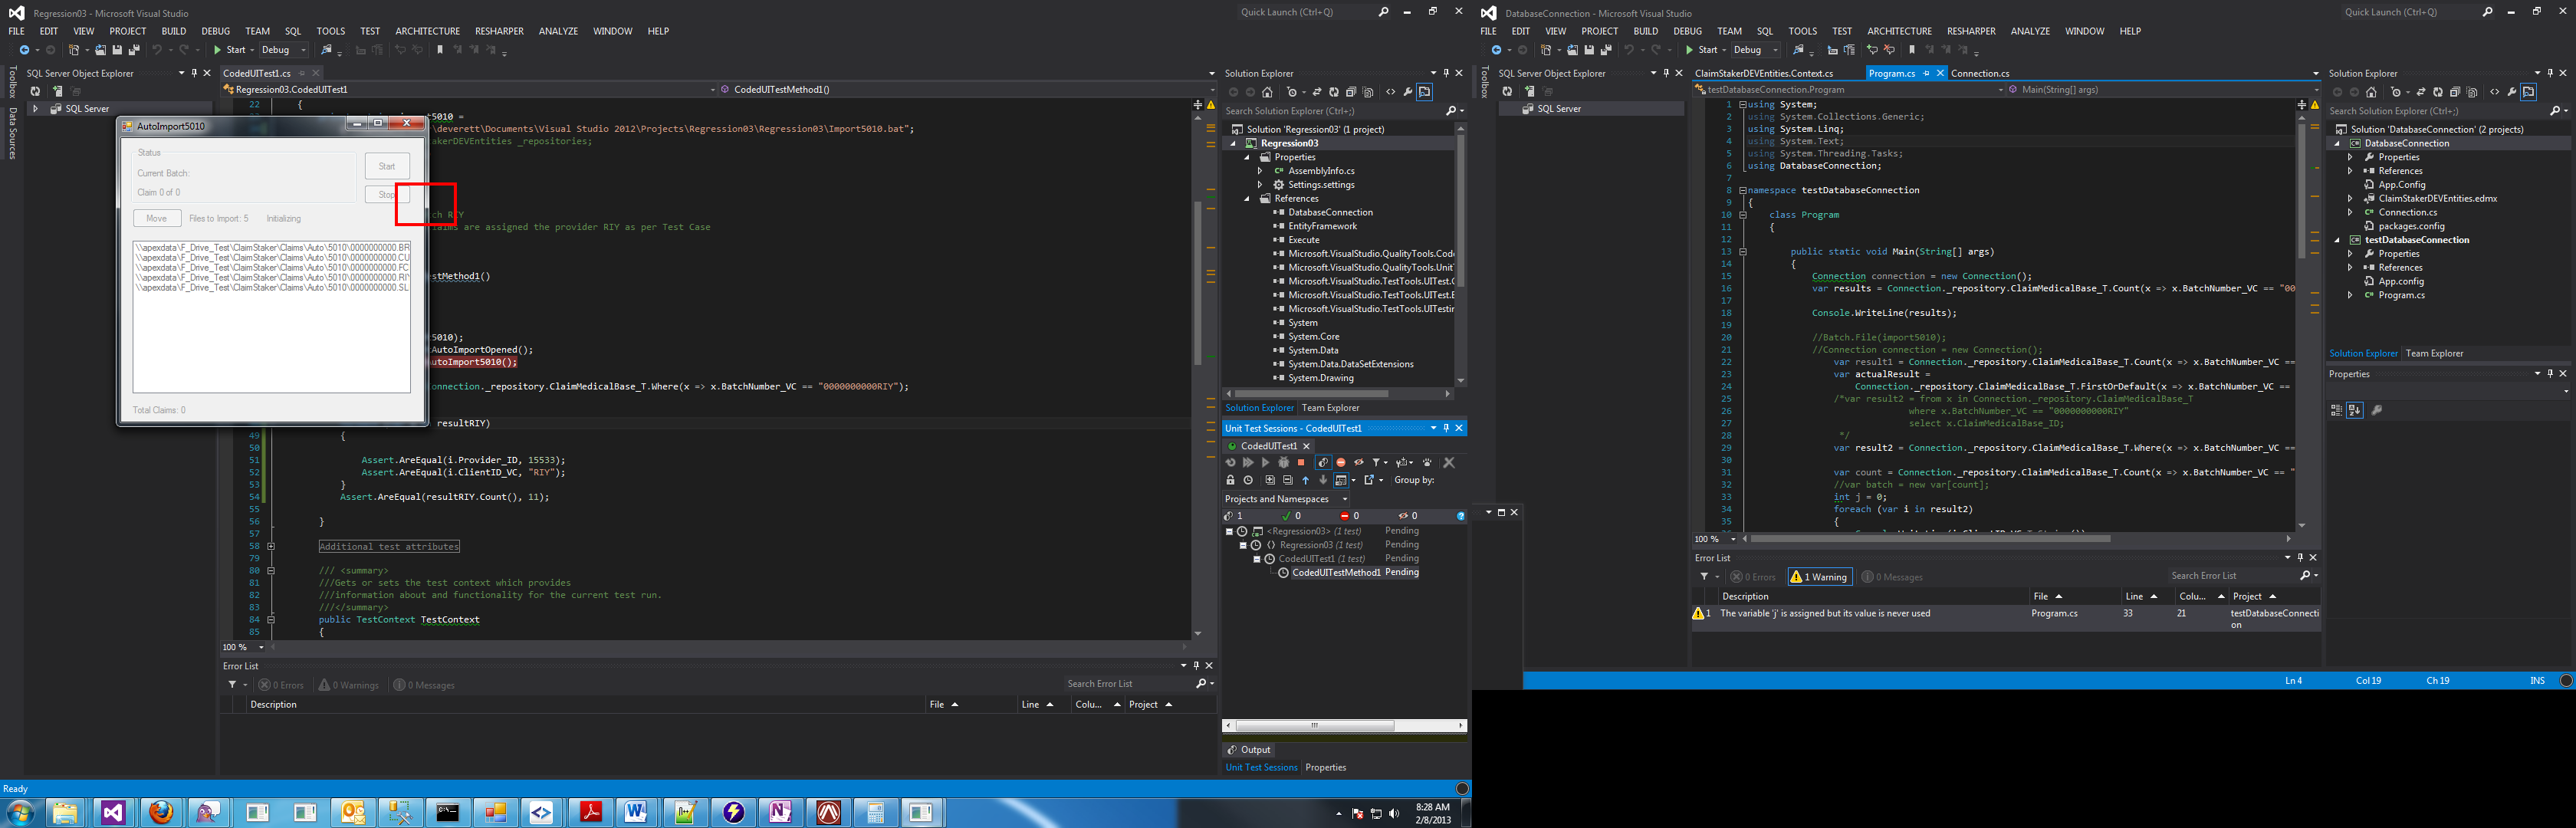 Regression03 - Microsoft Visual Studio
Quick Launch (Ctrl+Q)
FILE EDIT VIEW PROJECT BUILD DEBUG TEAM SQL TOOLS TEST ARCHITECTURE RESHARPER ANALYZE WINDOW HELP
Start Debug
Toolbox
Data Sources
SQL Server Object Explorer
SQL Server
CodedUITest1.cs
Regression03.CodedUITest1
CodedUITestMethod1()
22 {
t5010 =
\deverett\Documents\Visual Studio 2012\Projects\Regression03\Regression03\Import5010.bat";
takerDEVEntities _repositories;
ch RIY
laims are assigned the provider RIY as per Test Case
stMethod1()
5010);
AutoImportOpened();
utoImport5010();
onnection._repository.ClaimMedicalBase_T.Where(x => x.BatchNumber_VC == "0000000000RIY");
resultRIY)
49 {
50
51 Assert.AreEqual(i.Provider_ID, 15533);
52 Assert.AreEqual(i.ClientID_VC, "RIY");
53 }
54 Assert.AreEqual(resultRIY.Count(), 11);
55
56 }
57
58 Additional test attributes
79
80 /// <summary>
81 ///Gets or sets the test context which provides
82 ///information about and functionality for the current test run.
83 ///</summary>
84 public TestContext TestContext
85 {
100 %
AutoImport5010
Status
Current Batch:
Claim 0 of 0
Start
Stop
Move
Files to Import: 5
Initializing
\\apexdata\F_Drive_Test\ClaimStaker\Claims\Auto\5010\0000000000.BR
\\apexdata\F_Drive_Test\ClaimStaker\Claims\Auto\5010\0000000000.CU
\\apexdata\F_Drive_Test\ClaimStaker\Claims\Auto\5010\0000000000.FC
\\apexdata\F_Drive_Test\ClaimStaker\Claims\Auto\5010\0000000000.RIY
\\apexdata\F_Drive_Test\ClaimStaker\Claims\Auto\5010\0000000000.SL
Total Claims: 0
Error List
0 Errors 0 Warnings 0 Messages
Search Error List
Description File Line Colu... Project
Solution Explorer
Search Solution Explorer (Ctrl+;)
Solution 'Regression03' (1 project)
Regression03
Properties
AssemblyInfo.cs
Settings.settings
References
DatabaseConnection
EntityFramework
Execute
Microsoft.VisualStudio.QualityTools.Code
Microsoft.VisualStudio.QualityTools.UnitT
Microsoft.VisualStudio.TestTools.UITest.
Microsoft.VisualStudio.TestTools.UITest.E
Microsoft.VisualStudio.TestTools.UITestin
System
System.Core
System.Data
System.Data.DataSetExtensions
System.Drawing
Solution Explorer Team Explorer
Unit Test Sessions - CodedUITest1
CodedUITest1
Group by:
Projects and Namespaces
1 0 0 0
<Regression03> (1 test) Pending
Regression03 (1 test) Pending
CodedUITest1 (1 test) Pending
CodedUITestMethod1 Pending
Output
Unit Test Sessions Properties
Ready
8:28 AM
2/8/2013
DatabaseConnection - Microsoft Visual Studio
Quick Launch (Ctrl+Q)
FILE EDIT VIEW PROJECT BUILD DEBUG TEAM SQL TOOLS TEST ARCHITECTURE RESHARPER ANALYZE WINDOW HELP
Start Debug
Toolbox
SQL Server Object Explorer
SQL Server
ClaimStakerDEVEntities.Context.cs Program.cs Connection.cs
testDatabaseConnection.Program
Main(String[] args)
1 using System;
2 using System.Collections.Generic;
3 using System.Linq;
4 using System.Text;
5 using System.Threading.Tasks;
6 using DatabaseConnection;
7
8 namespace testDatabaseConnection
9 {
10 class Program
11 {
12
13 public static void Main(String[] args)
14 {
15 Connection connection = new Connection();
16 var results = Connection._repository.ClaimMedicalBase_T.Count(x => x.BatchNumber_VC == "00
17
18 Console.WriteLine(results);
19
20 //Batch.File(import5010);
21 //Connection connection = new Connection();
22 var result1 = Connection._repository.ClaimMedicalBase_T.Count(x => x.BatchNumber_VC ==
23 var actualResult =
24 Connection._repository.ClaimMedicalBase_T.FirstOrDefault(x => x.BatchNumber_VC ==
25 /*var result2 = from x in Connection._repository.ClaimMedicalBase_T
26 where x.BatchNumber_VC == "0000000000RIY"
27 select x.ClaimMedicalBase_ID;
28 */
29 var result2 = Connection._repository.ClaimMedicalBase_T.Where(x => x.BatchNumber_VC ==
30
31 var count = Connection._repository.ClaimMedicalBase_T.Count(x => x.BatchNumber_VC == "
32 //var batch = new var[count];
33 int j = 0;
34 foreach (var i in result2)
35 {
100 %
Error List
0 Errors 1 Warning 0 Messages
Search Error List
Description File Line Colu... Project
1 The variable 'j' is assigned but its value is never used Program.cs 33 21 testDatabaseConnecti
on
Solution Explorer
Search Solution Explorer (Ctrl+;)
Solution 'DatabaseConnection' (2 projects)
DatabaseConnection
Properties
References
App.Config
ClaimStakerDEVEntities.edmx
Connection.cs
packages.config
testDatabaseConnection
Properties
References
App.config
Program.cs
Solution Explorer Team Explorer
Properties
Ln 4 Col 19 Ch 19 INS